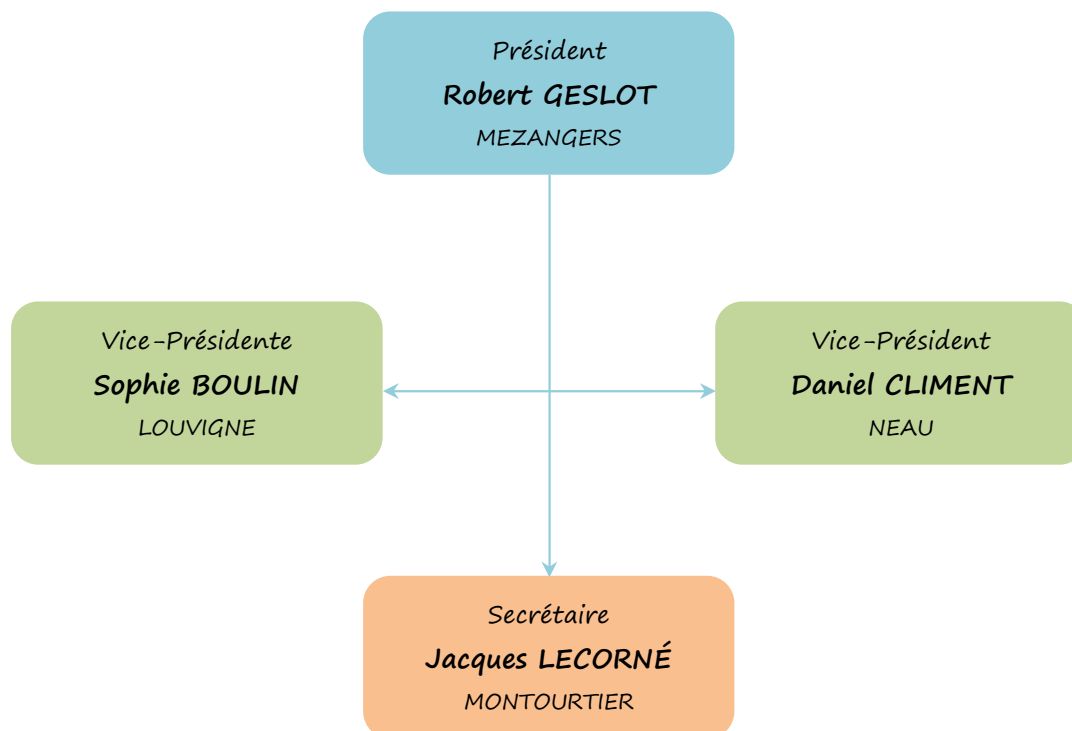 Président
Robert GESLOT
MEZANGERS
Vice-Présidente
Sophie BOULIN
LOUVIGNE
Vice-Président
Daniel CLIMENT
NEAU
Secrétaire
Jacques LECORNÉ
MONTOURTIER